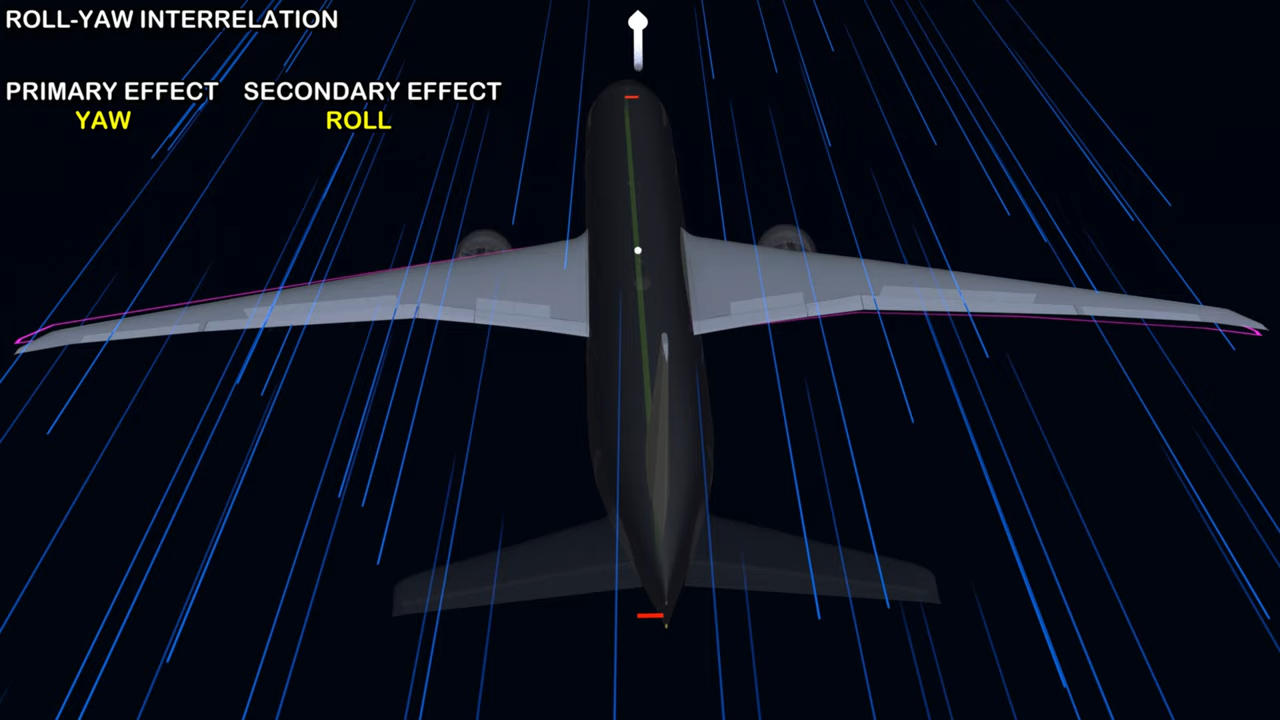 ROLL-YAW INTERRELATION
PRIMARY EFFECT SECONDARY EFFECT
YAW ROLL